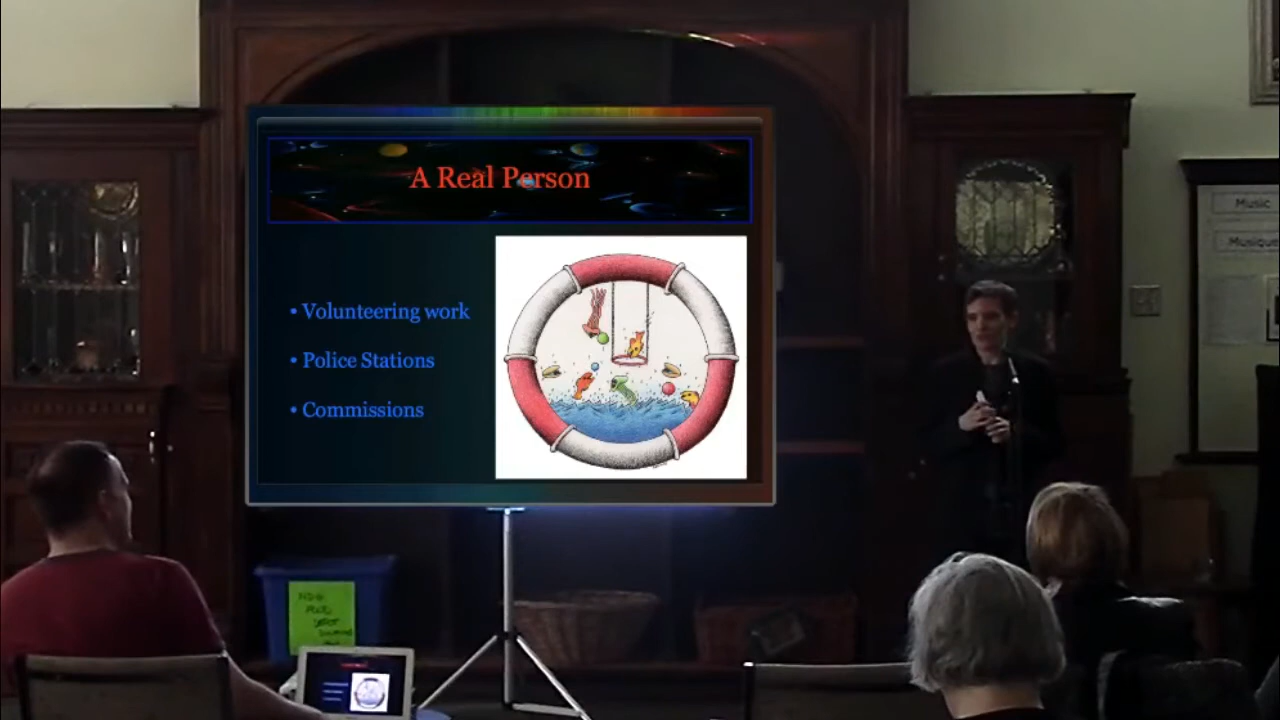 A Real Person
• Volunteering work
• Police Stations
• Commissions
Music
Musique